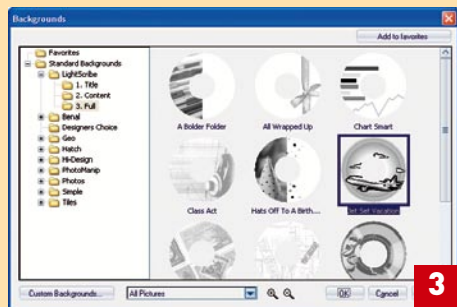 Backgrounds
Add to favorites
Favorites
Standard Backgrounds
LightScribe
1. Title
2. Content
3. Full
Benal
Designers Choice
Geo
Hatch
Hi-Design
PhotoManip
Photos
Simple
Tiles
A Bolder Folder
All Wrapped Up
Chart Smart
Class Act
Hats Off To A Birth...
Jet Set Vacation
Custom Backgrounds...
All Pictures
OK
Cancel
3